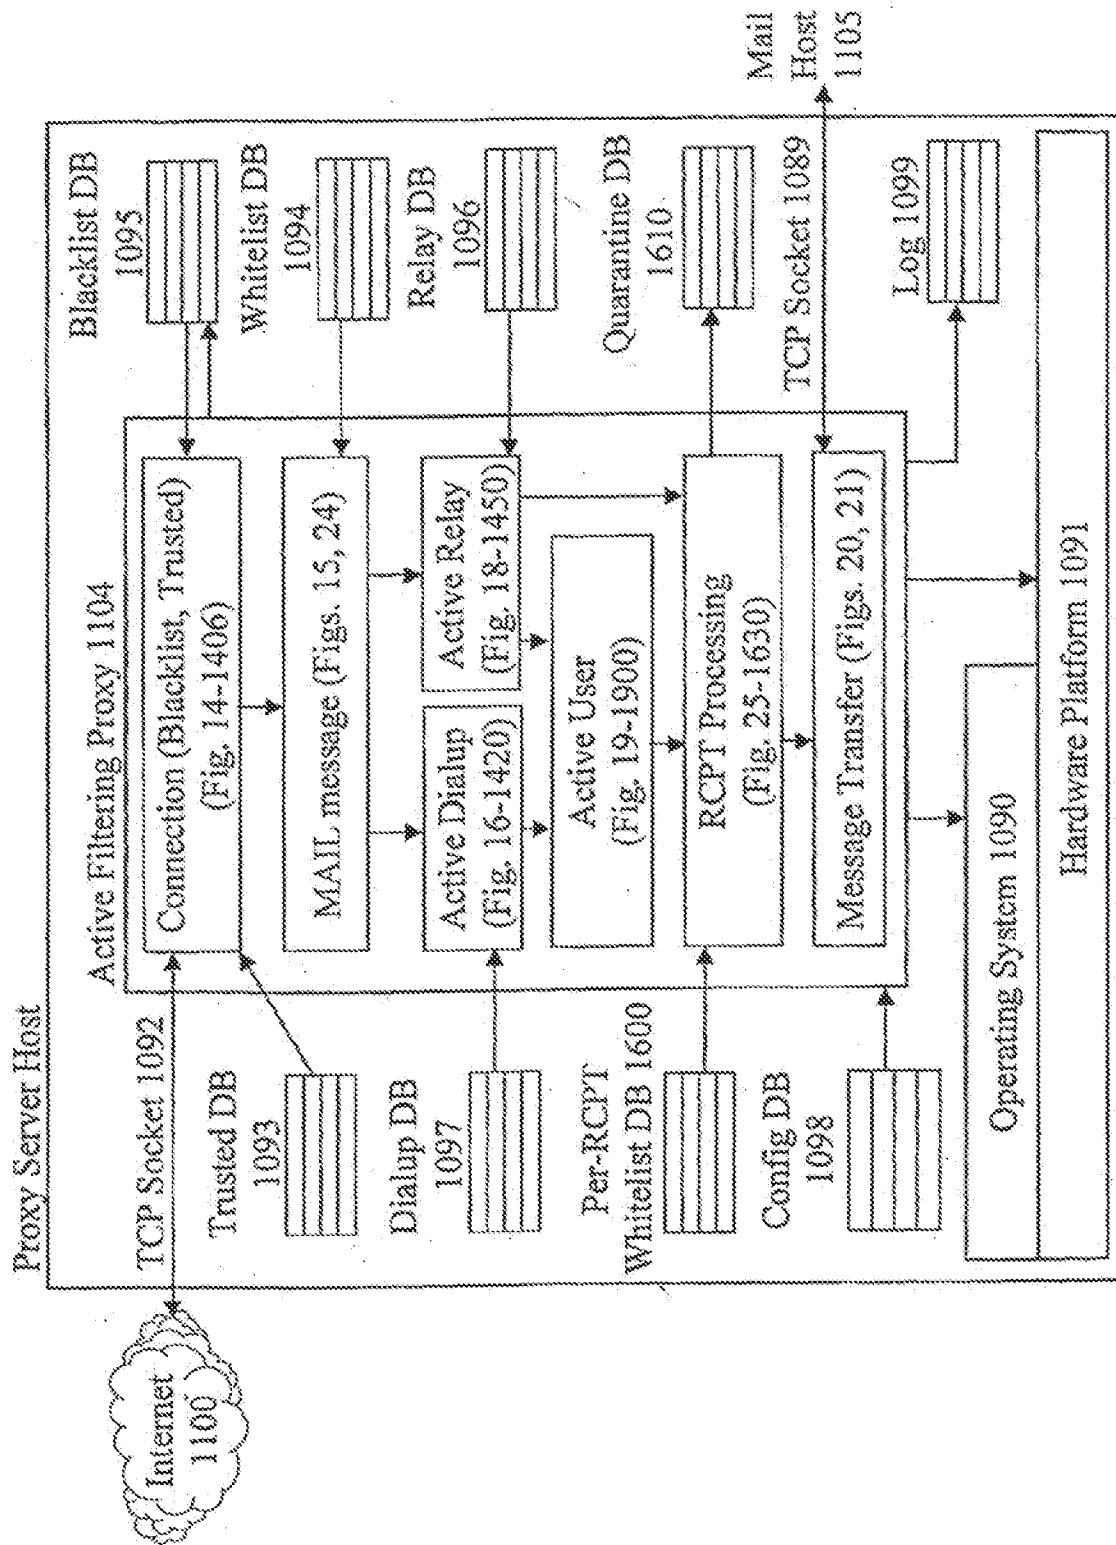 Proxy Server Host
Internet
1100
TCP Socket 1092
Active Filtering Proxy 1104
Blacklist DB
1095
Connection (Blacklist, Trusted)
(Fig. 14-1406)
Trusted DB
1093
Whitelist DB
1094
MAIL message (Figs. 15, 24)
Dialup DB
1097
Active Dialup
(Fig. 16-1420)
Active Relay
(Fig. 18-1450)
Relay DB
1096
Active User
(Fig. 19-1900)
Per-RCPT
Whitelist DB 1600
RCPT Processing
(Fig. 25-1630)
Quarantine DB
1610
Config DB
1098
Message Transfer (Figs. 20, 21)
TCP Socket 1089
Mail
Host
1105
Log 1099
Operating System 1090
Hardware Platform 1091